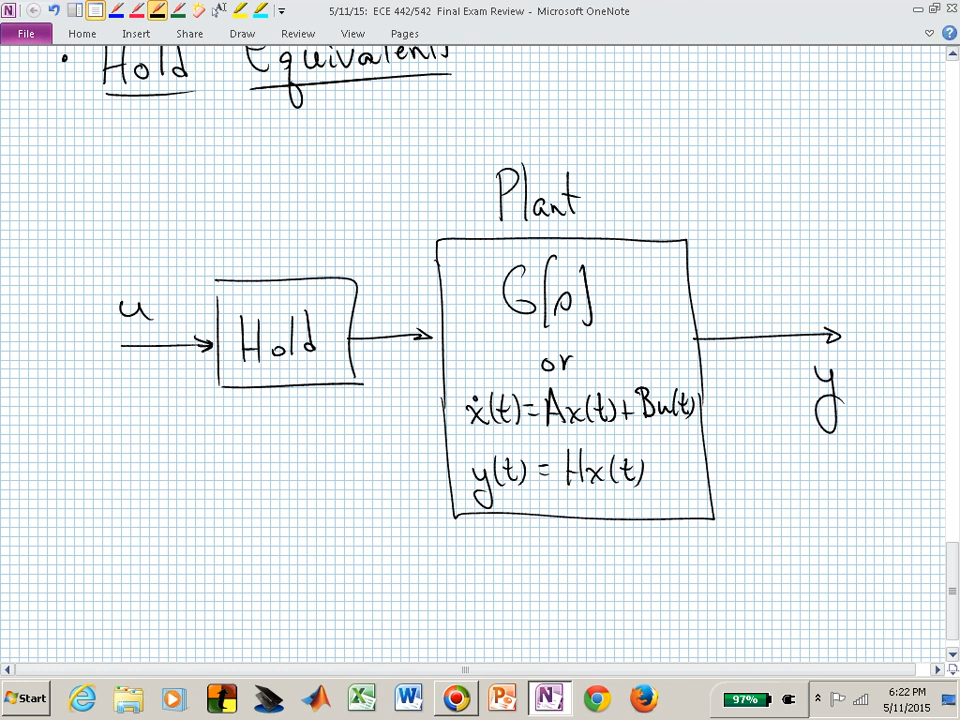 5/11/15: ECE 442/542 Final Exam Review - Microsoft OneNote
File Home Insert Share Draw Review View Pages
• Hold Equivalents
Plant
G[s]
u
Hold
or
ẋ(t)=Ax(t)+Bu(t)
y
y(t) = Hx(t)
Start
97%
6:22 PM
5/11/2015